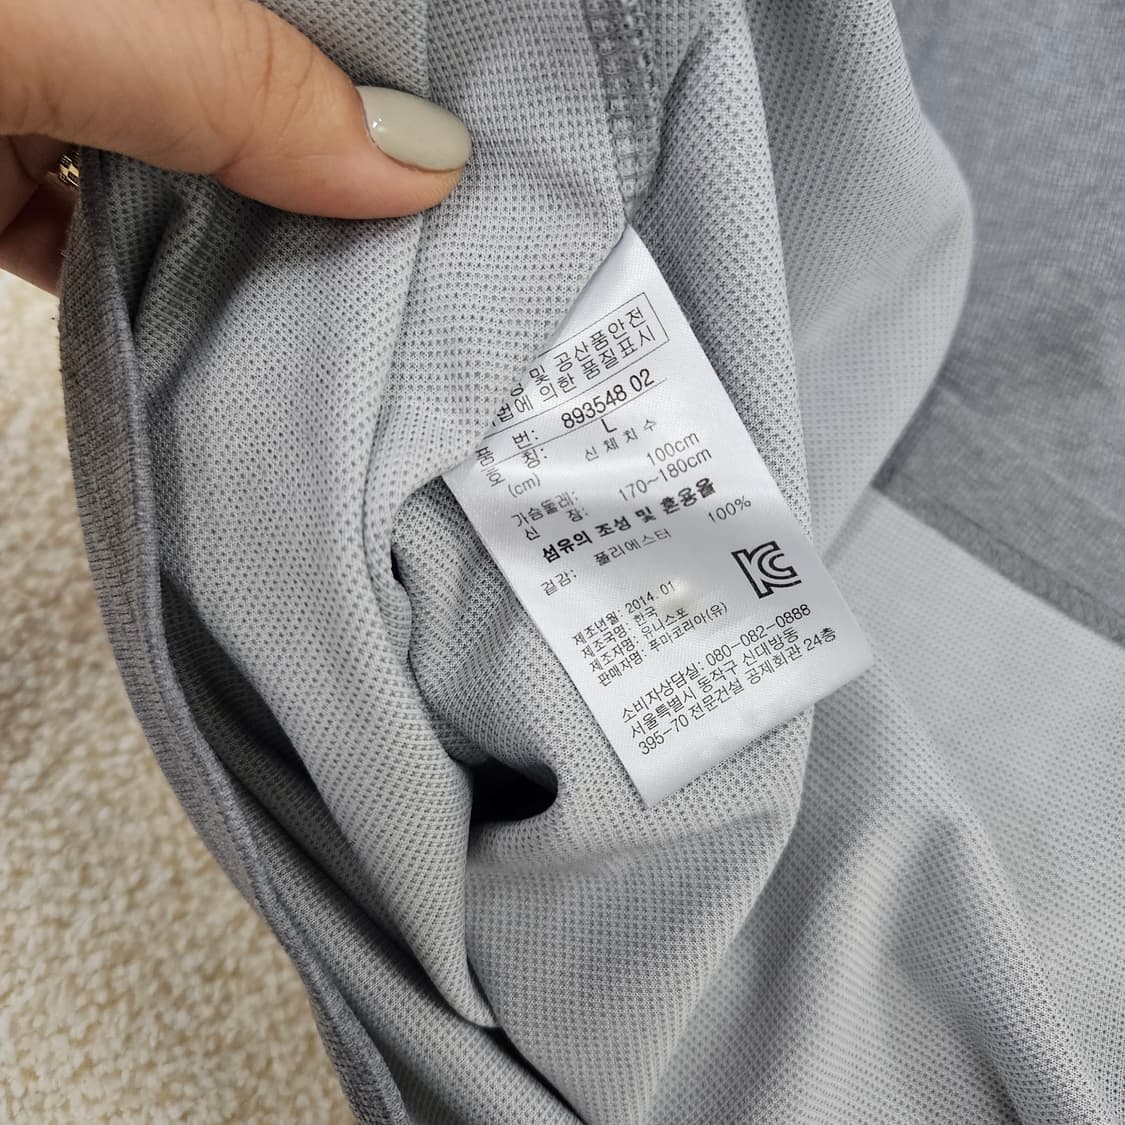 및 공산품안전
법에 의한 품질표시
품 번: 893548 02
호 칭: L
(cm) 신체치수
가슴둘레: 100cm
신 장: 170~180cm
섬유의 조성 및 혼용율
겉감: 폴리에스터 100%
제조년월: 2014. 01
제조국명: 한국
제조자명: 유니스포
판매자명: 푸마코리아(유)
소비자상담실: 080-082-0888
서울특별시 동작구 신대방동
395-70 전문건설 공제회관 24층